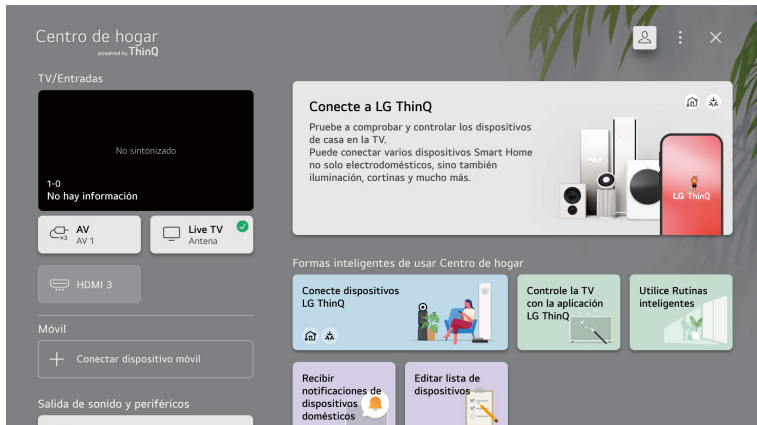 Centro de hogar
powered by ThinQ
TV/Entradas
No sintonizado
1-0
No hay información
AV
AV 1
×3
Live TV
Antena
HDMI 3
Móvil
Conectar dispositivo móvil
Salida de sonido y periféricos
Conecte a LG ThinQ
Pruebe a comprobar y controlar los dispositivos
de casa en la TV.
Puede conectar varios dispositivos Smart Home
no solo electrodomésticos, sino también
iluminación, cortinas y mucho más.
LG ThinQ
Formas inteligentes de usar Centro de hogar
Conecte dispositivos
LG ThinQ
Controle la TV
con la aplicación
LG ThinQ
Utilice Rutinas
inteligentes
Recibir
notificaciones de
dispositivos
domésticos
Editar lista de
dispositivos